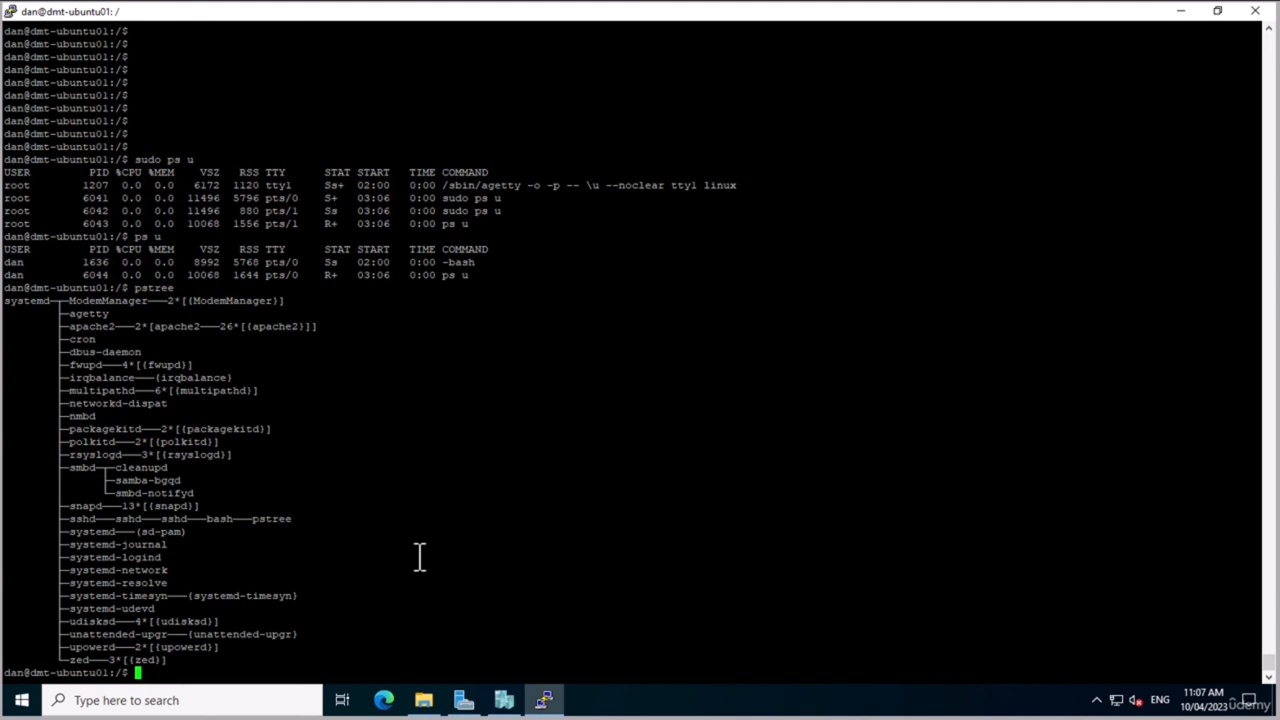 dan@dmt-ubuntu01: /
dan@dmt-ubuntu01:/$
dan@dmt-ubuntu01:/$
dan@dmt-ubuntu01:/$
dan@dmt-ubuntu01:/$
dan@dmt-ubuntu01:/$
dan@dmt-ubuntu01:/$
dan@dmt-ubuntu01:/$
dan@dmt-ubuntu01:/$
dan@dmt-ubuntu01:/$
dan@dmt-ubuntu01:/$
dan@dmt-ubuntu01:/$ sudo ps u
USER PID %CPU %MEM VSZ RSS TTY STAT START TIME COMMAND
root 1207 0.0 0.0 6172 1120 tty1 Ss+ 02:00 0:00 /sbin/agetty -o -p -- \u --noclear tty1 linux
root 6041 0.0 0.0 11496 5796 pts/0 S+ 03:06 0:00 sudo ps u
root 6042 0.0 0.0 11496 880 pts/1 Ss 03:06 0:00 sudo ps u
root 6043 0.0 0.0 10068 1556 pts/1 R+ 03:06 0:00 ps u
dan@dmt-ubuntu01:/$ ps u
USER PID %CPU %MEM VSZ RSS TTY STAT START TIME COMMAND
dan 1636 0.0 0.0 8992 5768 pts/0 Ss 02:00 0:00 -bash
dan 6044 0.0 0.0 10068 1644 pts/0 R+ 03:06 0:00 ps u
dan@dmt-ubuntu01:/$ pstree
systemd─┬─ModemManager───2*[{ModemManager}]
├─agetty
├─apache2───2*[apache2───26*[{apache2}]]
├─cron
├─dbus-daemon
├─fwupd───4*[{fwupd}]
├─irqbalance───{irqbalance}
├─multipathd───6*[{multipathd}]
├─networkd-dispat
├─nmbd
├─packagekitd───2*[{packagekitd}]
├─polkitd───2*[{polkitd}]
├─rsyslogd───3*[{rsyslogd}]
├─smbd─┬─cleanupd
│ ├─samba-bgqd
│ └─smbd-notifyd
├─snapd───13*[{snapd}]
├─sshd───sshd───sshd───bash───pstree
├─systemd───(sd-pam)
├─systemd-journal
├─systemd-logind
├─systemd-network
├─systemd-resolve
├─systemd-timesyn───{systemd-timesyn}
├─systemd-udevd
├─udisksd───4*[{udisksd}]
├─unattended-upgr───{unattended-upgr}
├─upowerd───2*[{upowerd}]
└─zed───3*[{zed}]
dan@dmt-ubuntu01:/$
Type here to search
ENG
11:07 AM
10/04/2023
Udemy